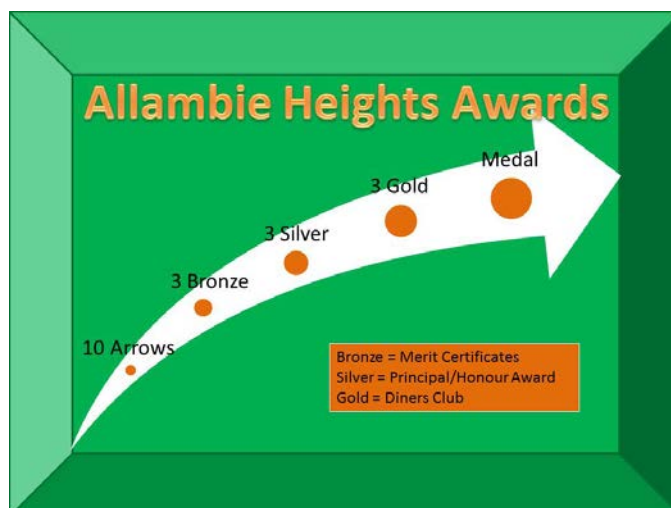 Allambie Heights Awards
Medal
3 Gold
3 Silver
3 Bronze
10 Arrows
Bronze = Merit Certificates
Silver = Principal/Honour Award
Gold = Diners Club